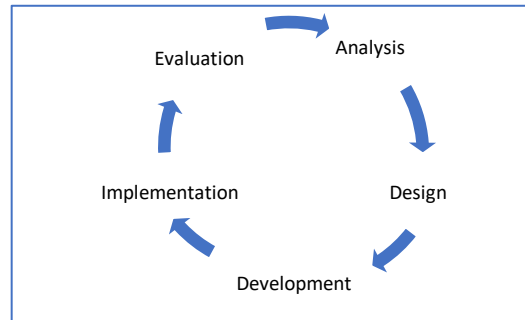 Analysis
Evaluation
Implementation
Design
Development